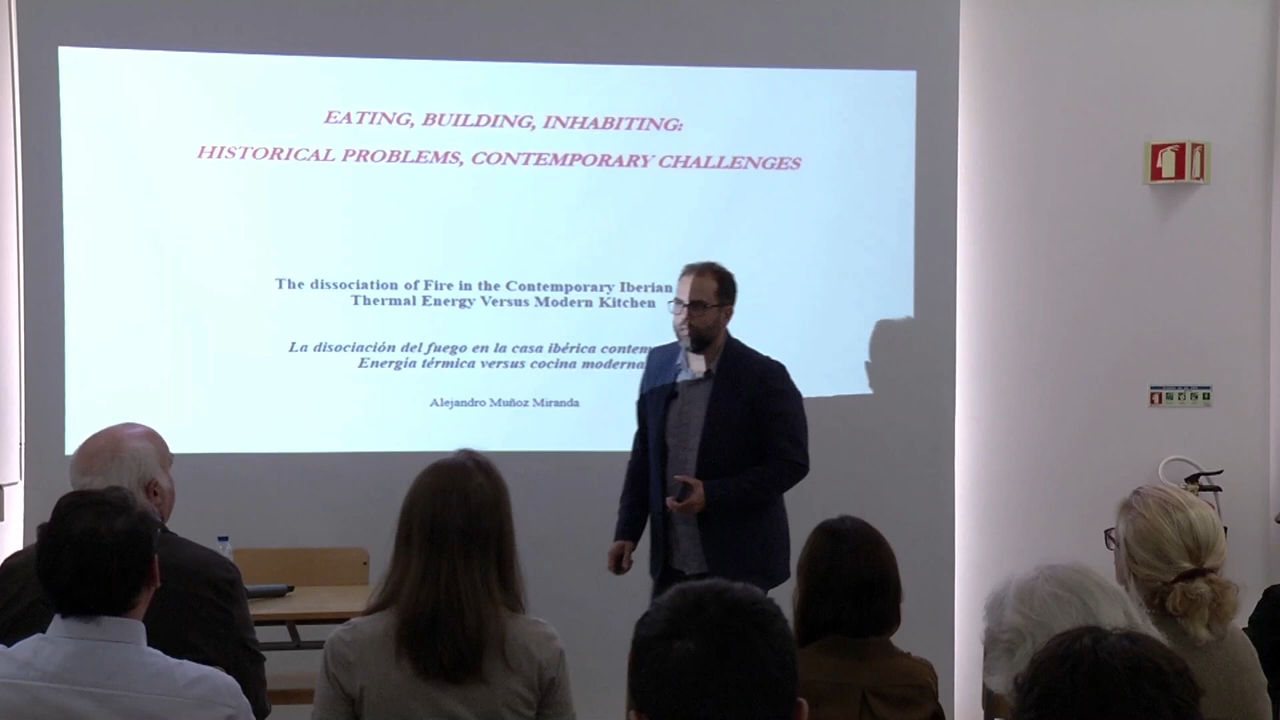 EATING, BUILDING, INHABITING:
HISTORICAL PROBLEMS, CONTEMPORARY CHALLENGES
The dissociation of Fire in the Contemporary Iberian
Thermal Energy Versus Modern Kitchen
La disociación del fuego en la casa ibérica contem
Energía térmica versus cocina moderna
Alejandro Muñoz Miranda